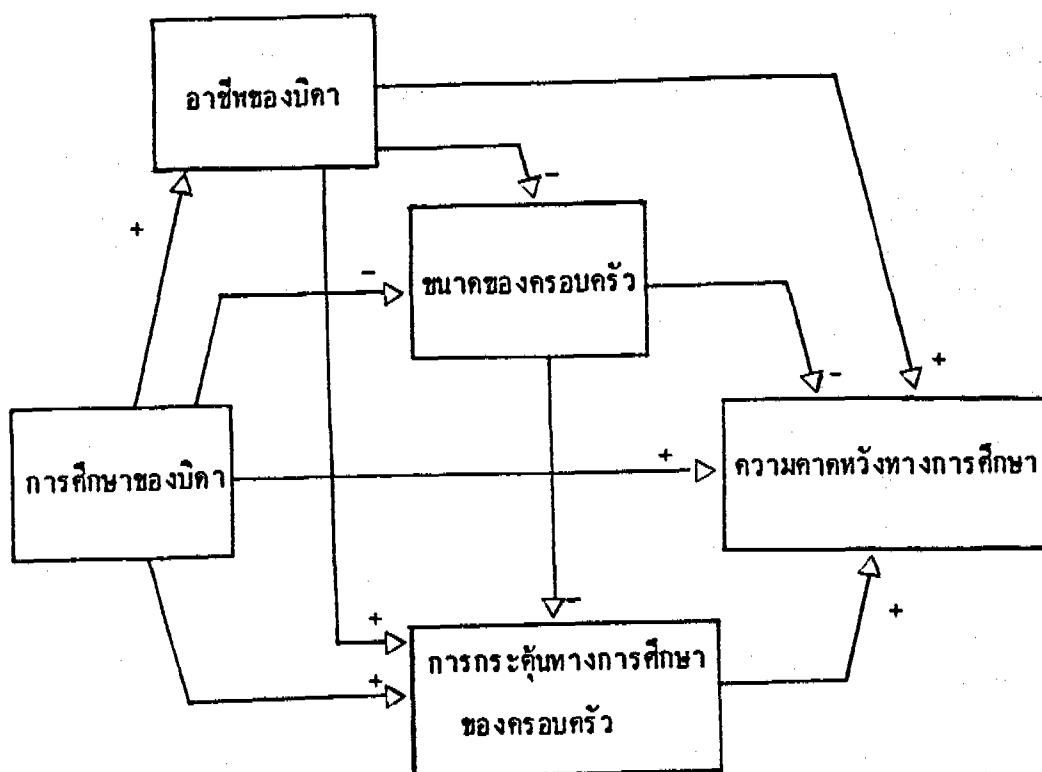 อาชีพของบิดา
+
-
-
ขนาดของครอบครัว
-
+
การศึกษาของบิดา
+
ความคาดหวังทางการศึกษา
-
+
+
+
การกระตุ้นทางการศึกษา
ของครอบครัว